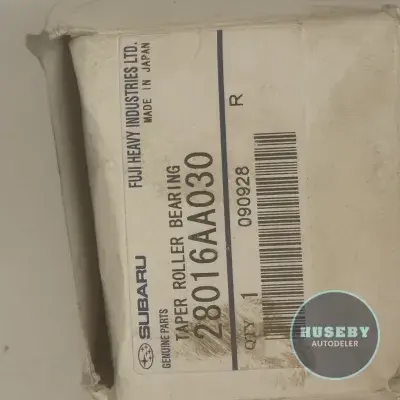 SUBARU
GENUINE PARTS
FUJI HEAVY INDUSTRIES LTD.
MADE IN JAPAN
TAPER ROLLER BEARING
28016AA030
R
QTY 1
090928
HUSEBY
AUTODELER